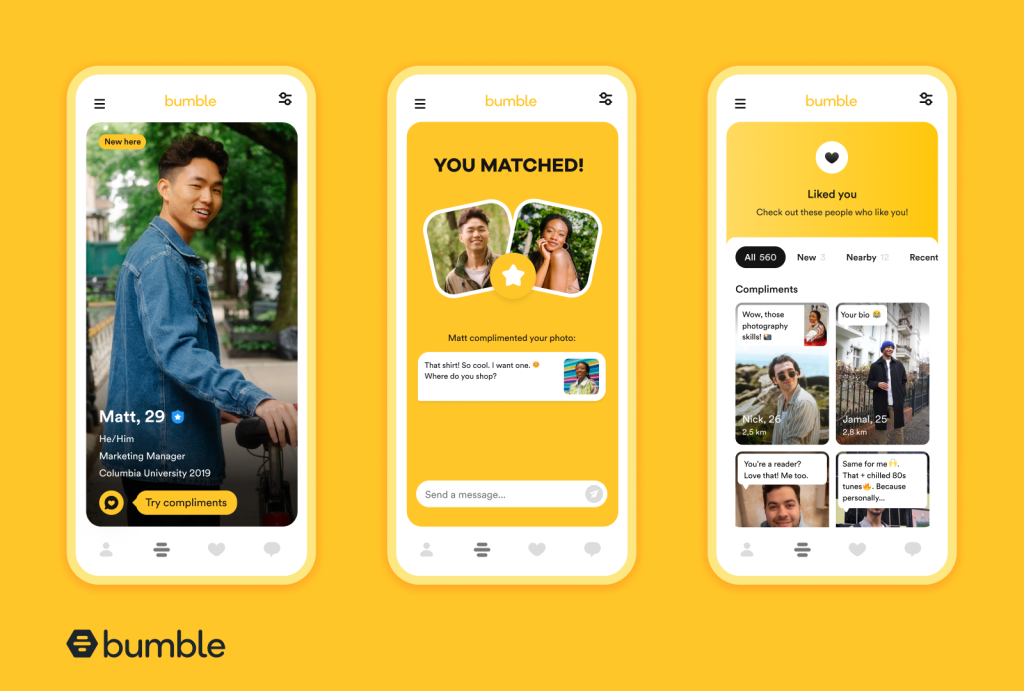 bumble
New here
Matt, 29
He/Him
Marketing Manager
Columbia University 2019
Try compliments
bumble
YOU MATCHED!
Matt complimented your photo:
That shirt! So cool. I want one. 😍
Where do you shop?
Send a message...
bumble
Liked you
Check out these people who like you!
All 560 New 3 Nearby 12 Recent
Compliments
Wow, those
photography
skills! 📸
Nick, 26
2,5 km
Your bio 😂
Jamal, 25
2,8 km
You're a reader?
Love that! Me too.
Same for me 🙌.
That + chilled 80s
tunes🔥. Because
personally...
bumble